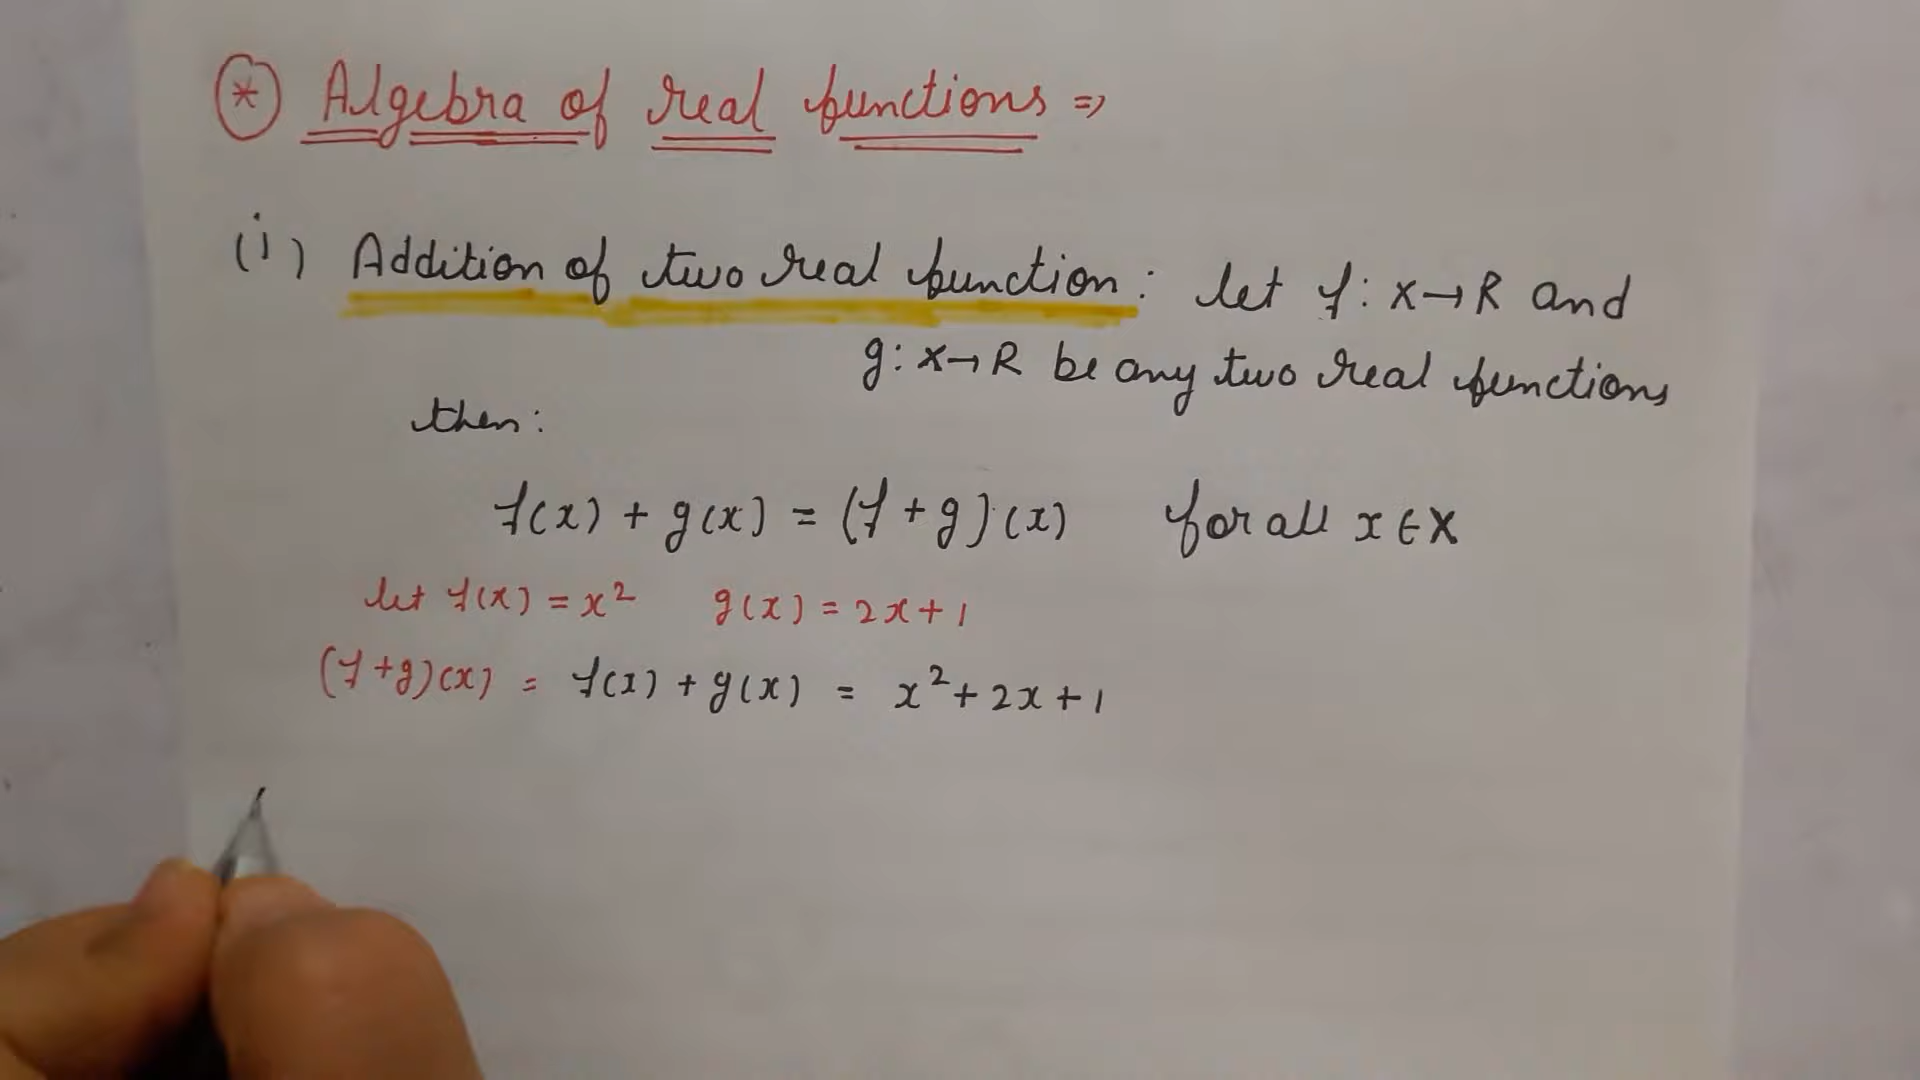 * Algebra of real functions ⇒
(i) Addition of two real function: let f: X→R and
g: X→R be any two real functions
then:
f(x) + g(x) = (f+g)(x) for all x ∈ X
let f(x) = x² g(x) = 2x+1
(f+g)(x) = f(x) + g(x) = x²+2x+1